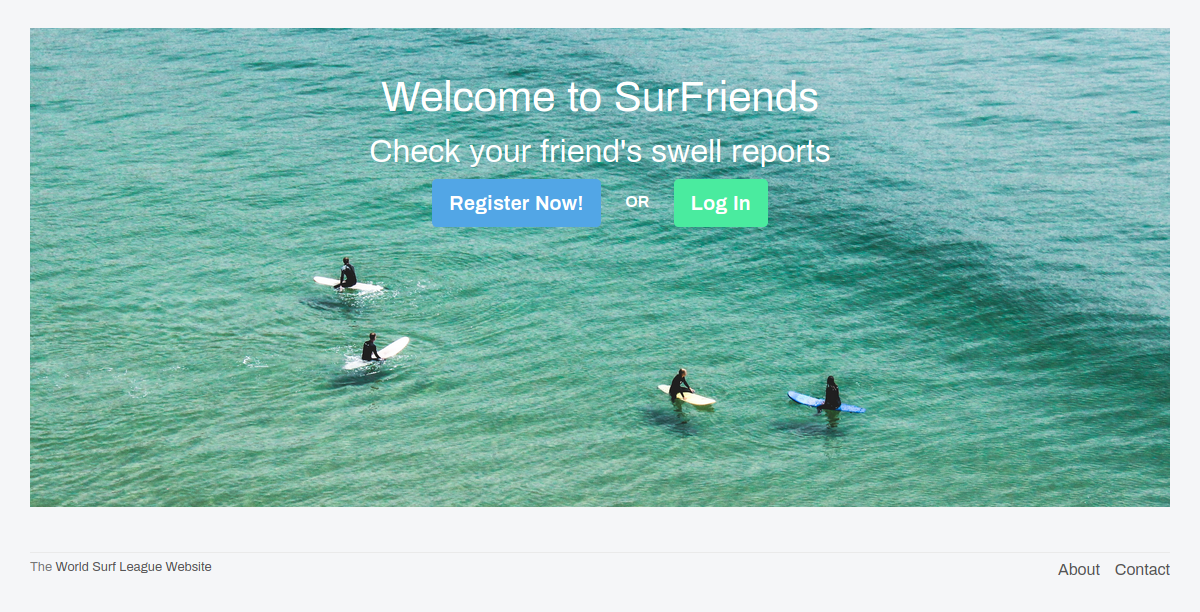 Welcome to SurFriends
Check your friend's swell reports
Register Now! OR Log In
The World Surf League Website
About Contact